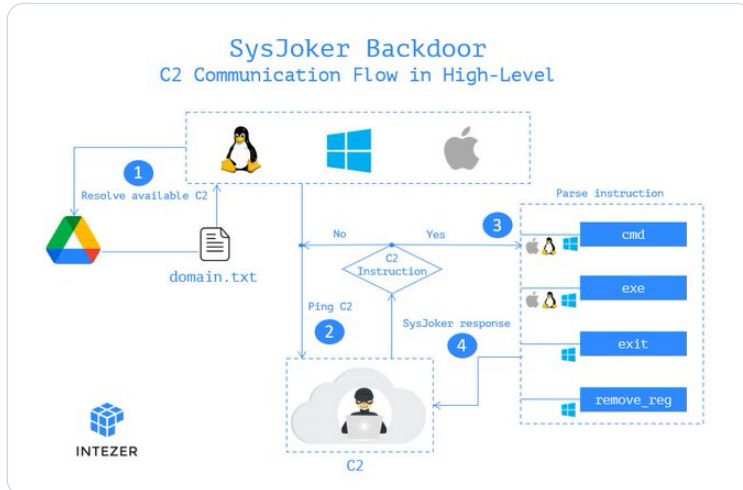 SysJoker Backdoor
C2 Communication Flow in High-Level
1
Resolve available C2
domain.txt
Parse instruction
No
Yes
3
C2
Instruction
cmd
exe
Ping C2
2
SysJoker response
4
exit
remove_reg
INTEZER
C2